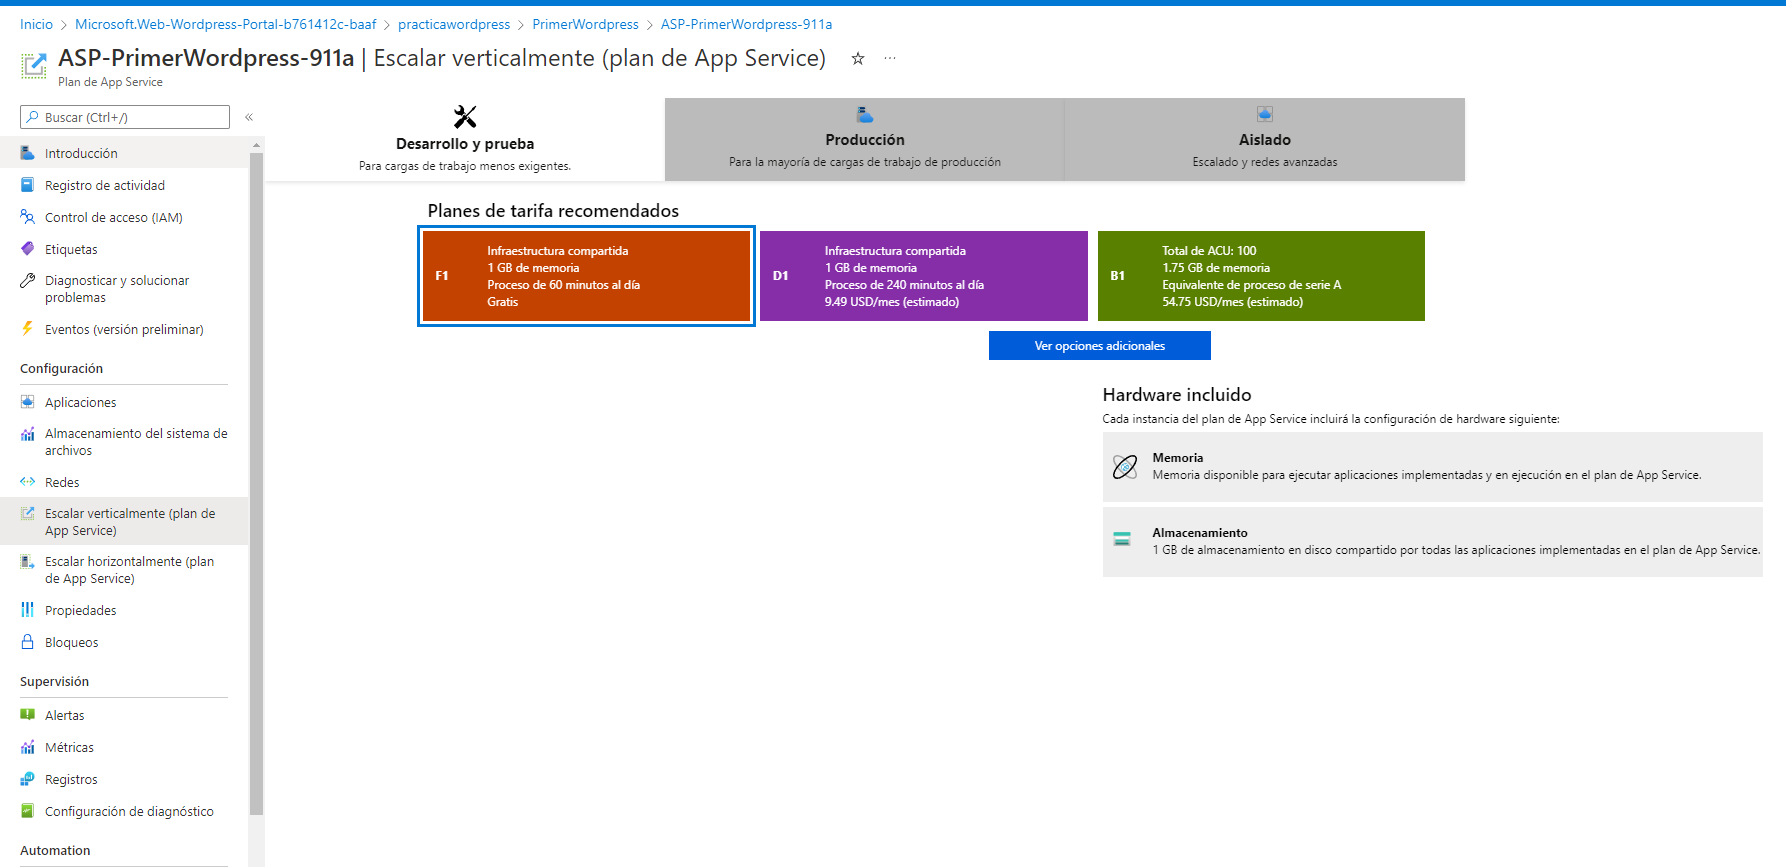 Inicio > Microsoft.Web-Wordpress-Portal-b761412c-baaf > practicawordpress > PrimerWordpress > ASP-PrimerWordpress-911a
ASP-PrimerWordpress-911a | Escalar verticalmente (plan de App Service)
Plan de App Service
Buscar (Ctrl+/)
Introducción
Registro de actividad
Control de acceso (IAM)
Etiquetas
Diagnosticar y solucionar
problemas
Eventos (versión preliminar)
Configuración
Aplicaciones
Almacenamiento del sistema de
archivos
Redes
Escalar verticalmente (plan de
App Service)
Escalar horizontalmente (plan
de App Service)
Propiedades
Bloqueos
Supervisión
Alertas
Métricas
Registros
Configuración de diagnóstico
Automation
Desarrollo y prueba
Para cargas de trabajo menos exigentes.
Producción
Para la mayoría de cargas de trabajo de producción
Aislado
Escalado y redes avanzadas
Planes de tarifa recomendados
F1
Infraestructura compartida
1 GB de memoria
Proceso de 60 minutos al día
Gratis
D1
Infraestructura compartida
1 GB de memoria
Proceso de 240 minutos al día
9.49 USD/mes (estimado)
B1
Total de ACU: 100
1.75 GB de memoria
Equivalente de proceso de serie A
54.75 USD/mes (estimado)
Ver opciones adicionales
Hardware incluido
Cada instancia del plan de App Service incluirá la configuración de hardware siguiente:
Memoria
Memoria disponible para ejecutar aplicaciones implementadas y en ejecución en el plan de App Service.
Almacenamiento
1 GB de almacenamiento en disco compartido por todas las aplicaciones implementadas en el plan de App Service.